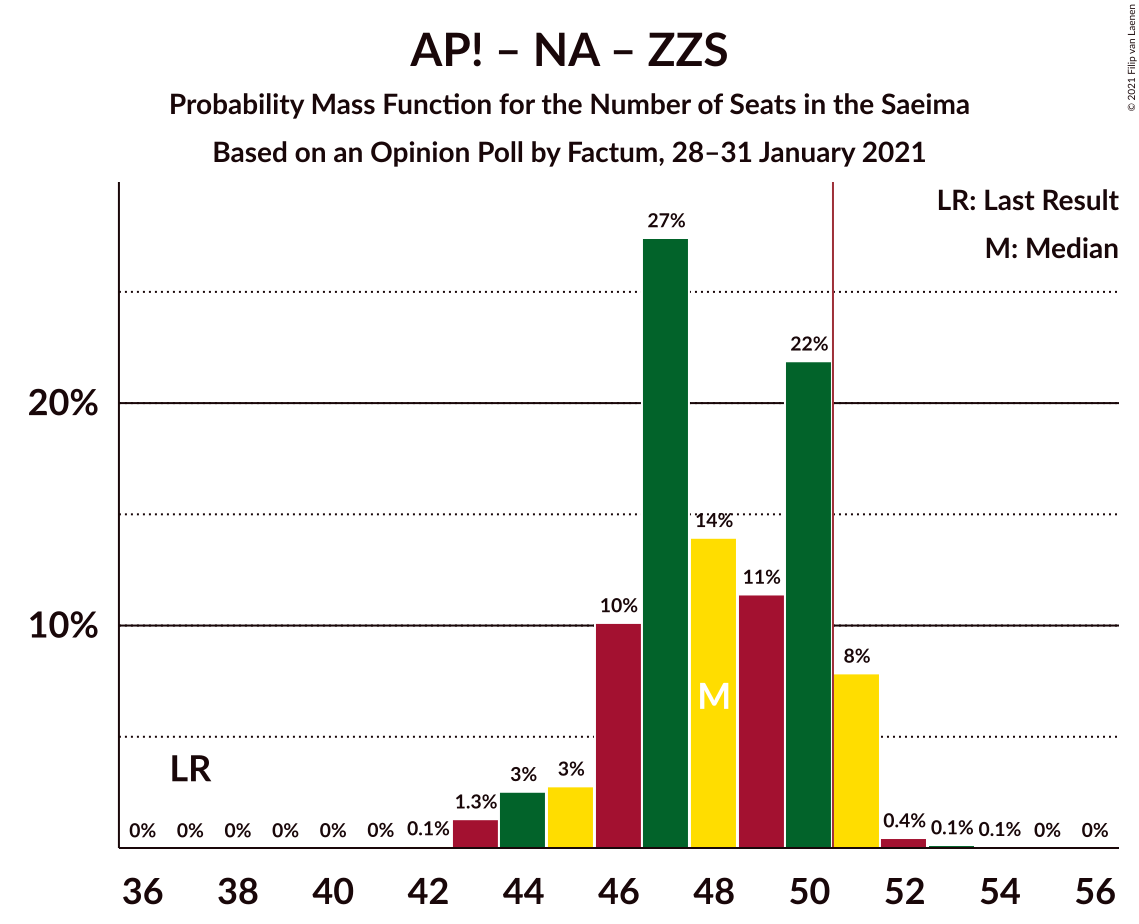 AP! – NA – ZZS
Probability Mass Function for the Number of Seats in the Saeima
Based on an Opinion Poll by Factum, 28–31 January 2021
© 2021 Filip van Laenen
LR: Last Result
M: Median
27%
22%
20%
14%
11%
10%
10%
8%
M
LR
3%
3%
1.3%
0% 0% 0% 0% 0% 0% 0.1%
0.4% 0.1% 0.1% 0% 0%
36 38 40 42 44 46 48 50 52 54 56